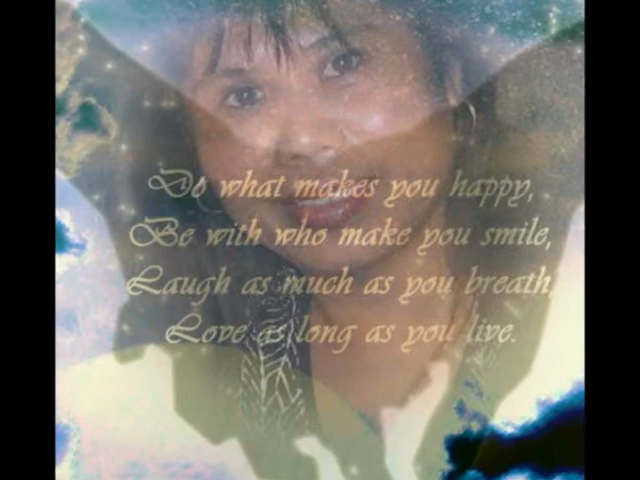 Do what makes you happy,
Be with who make you smile,
Laugh as much as you breath,
Love as long as you live.